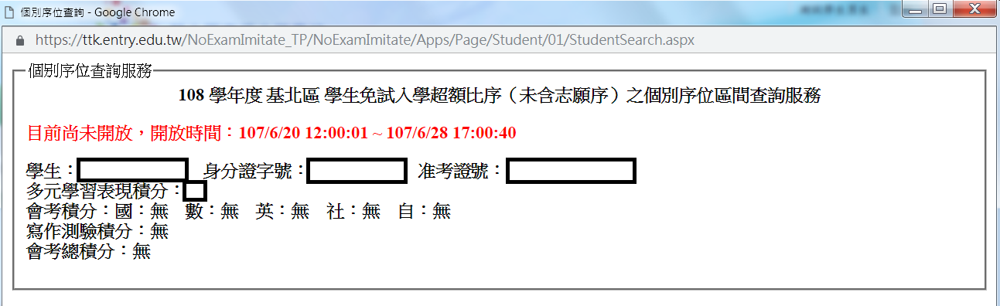 個別序位查詢 - Google Chrome
https://ttk.entry.edu.tw/NoExamImitate_TP/NoExamImitate/Apps/Page/Student/01/StudentSearch.aspx
個別序位查詢服務
108 學年度 基北區 學生免試入學超額比序（未含志願序）之個別序位區間查詢服務
目前尚未開放，開放時間：107/6/20 12:00:01 ~ 107/6/28 17:00:40
學生： 身分證字號： 准考證號：
多元學習表現積分：
會考積分：國：無 數：無 英：無 社：無 自：無
寫作測驗積分：無
會考總積分：無